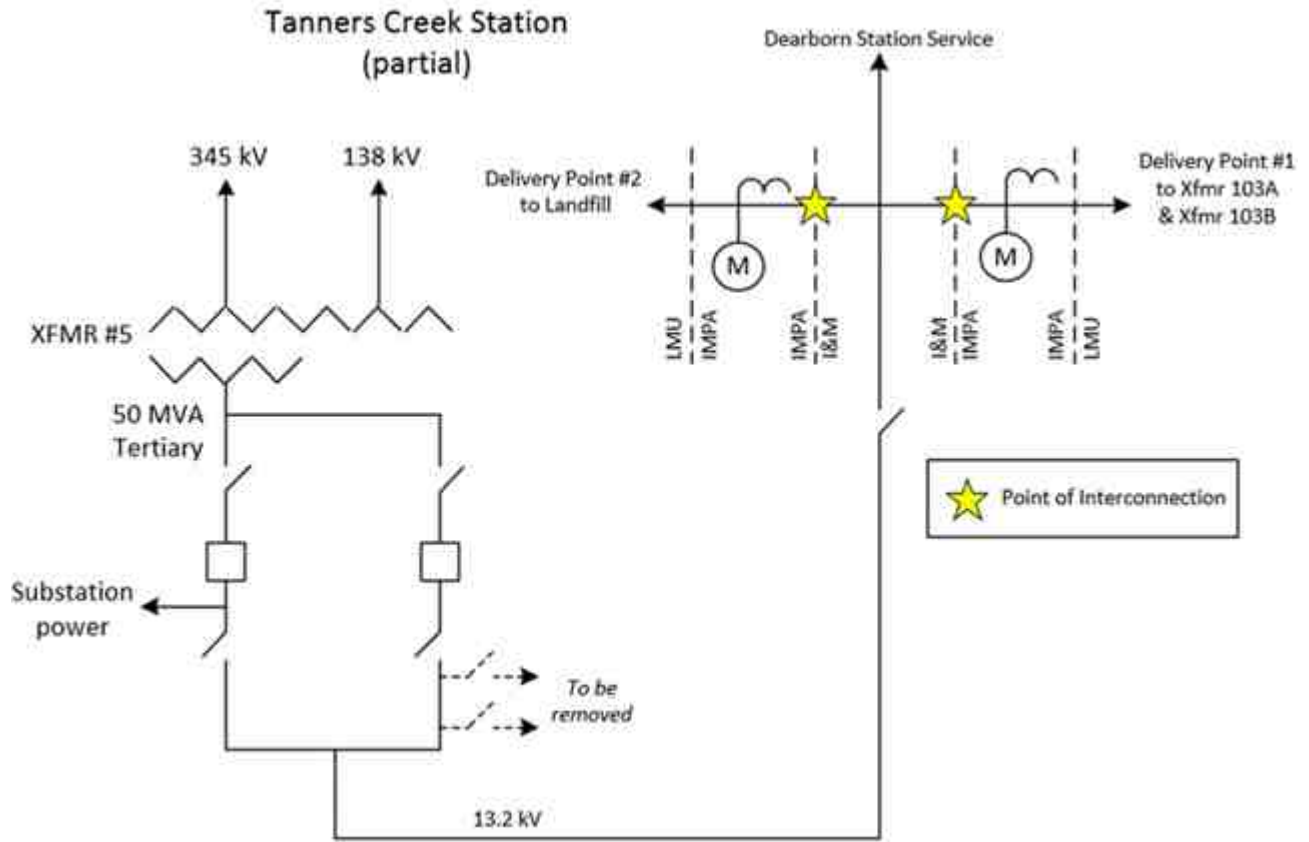 Tanners Creek Station
(partial)
Dearborn Station Service
345 kV
138 kV
Delivery Point #2
to Landfill
Delivery Point #1
to Xfmr 103A
& Xfmr 103B
M
M
LMU
IMPA
IMPA
I&M
I&M
IMPA
IMPA
LMU
XFMR #5
50 MVA
Tertiary
Point of Interconnection
Substation
power
To be
removed
13.2 kV